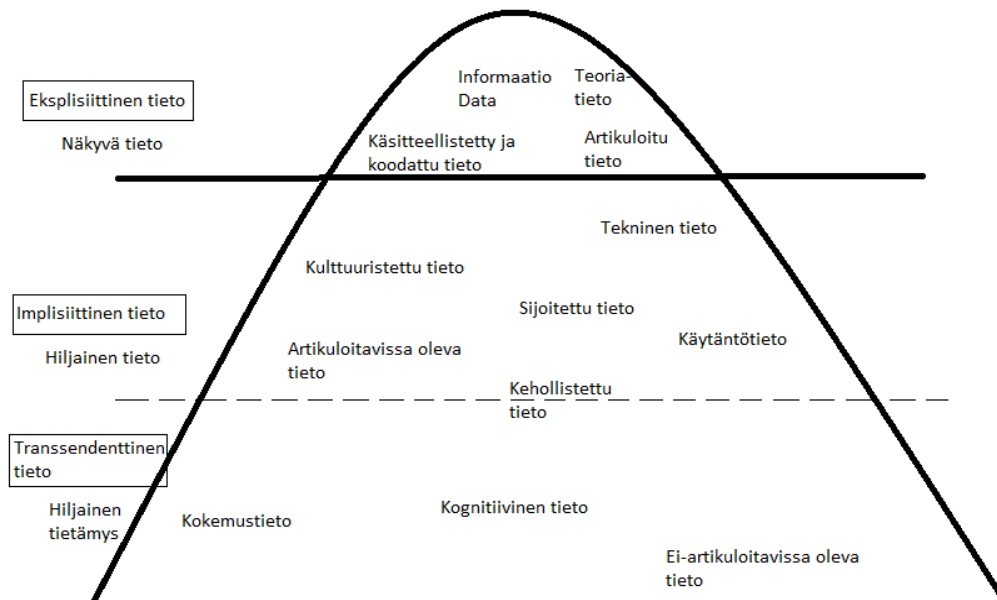 Informaatio
Data
Teoria-
tieto
Eksplisiittinen tieto
Näkyvä tieto
Käsitteellistetty ja
koodattu tieto
Artikuloitu
tieto
Tekninen tieto
Kulttuuristettu tieto
Implisiittinen tieto
Sijoitettu tieto
Hiljainen tieto
Artikuloitavissa oleva
tieto
Käytäntötieto
Kehollistettu
tieto
Transsendenttinen
tieto
Hiljainen
tietämys
Kokemustieto
Kognitiivinen tieto
Ei-artikuloitavissa oleva
tieto